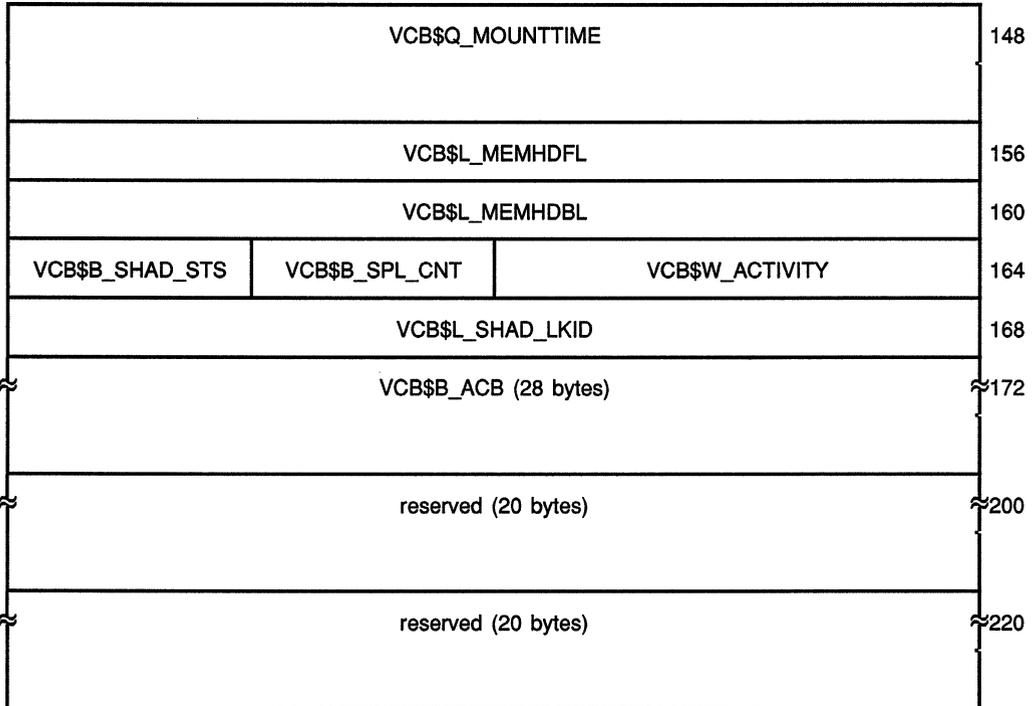 VCB$Q_MOUNTTIME 148
VCB$L_MEMHDFL 156
VCB$L_MEMHDBL 160
VCB$B_SHAD_STS VCB$B_SPL_CNT VCB$W_ACTIVITY 164
VCB$L_SHAD_LKID 168
VCB$B_ACB (28 bytes) 172
reserved (20 bytes) 200
reserved (20 bytes) 220